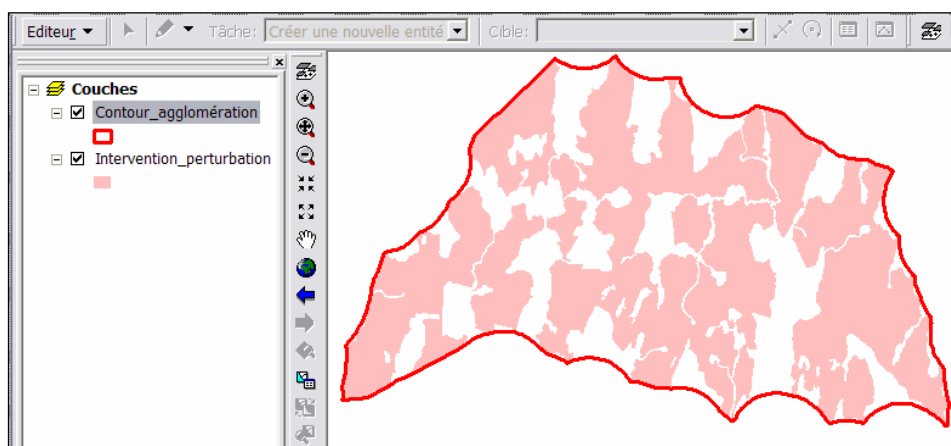 Editeur Tâche: Créer une nouvelle entité Cible:
Couches
Contour_agglomération
Intervention_perturbation